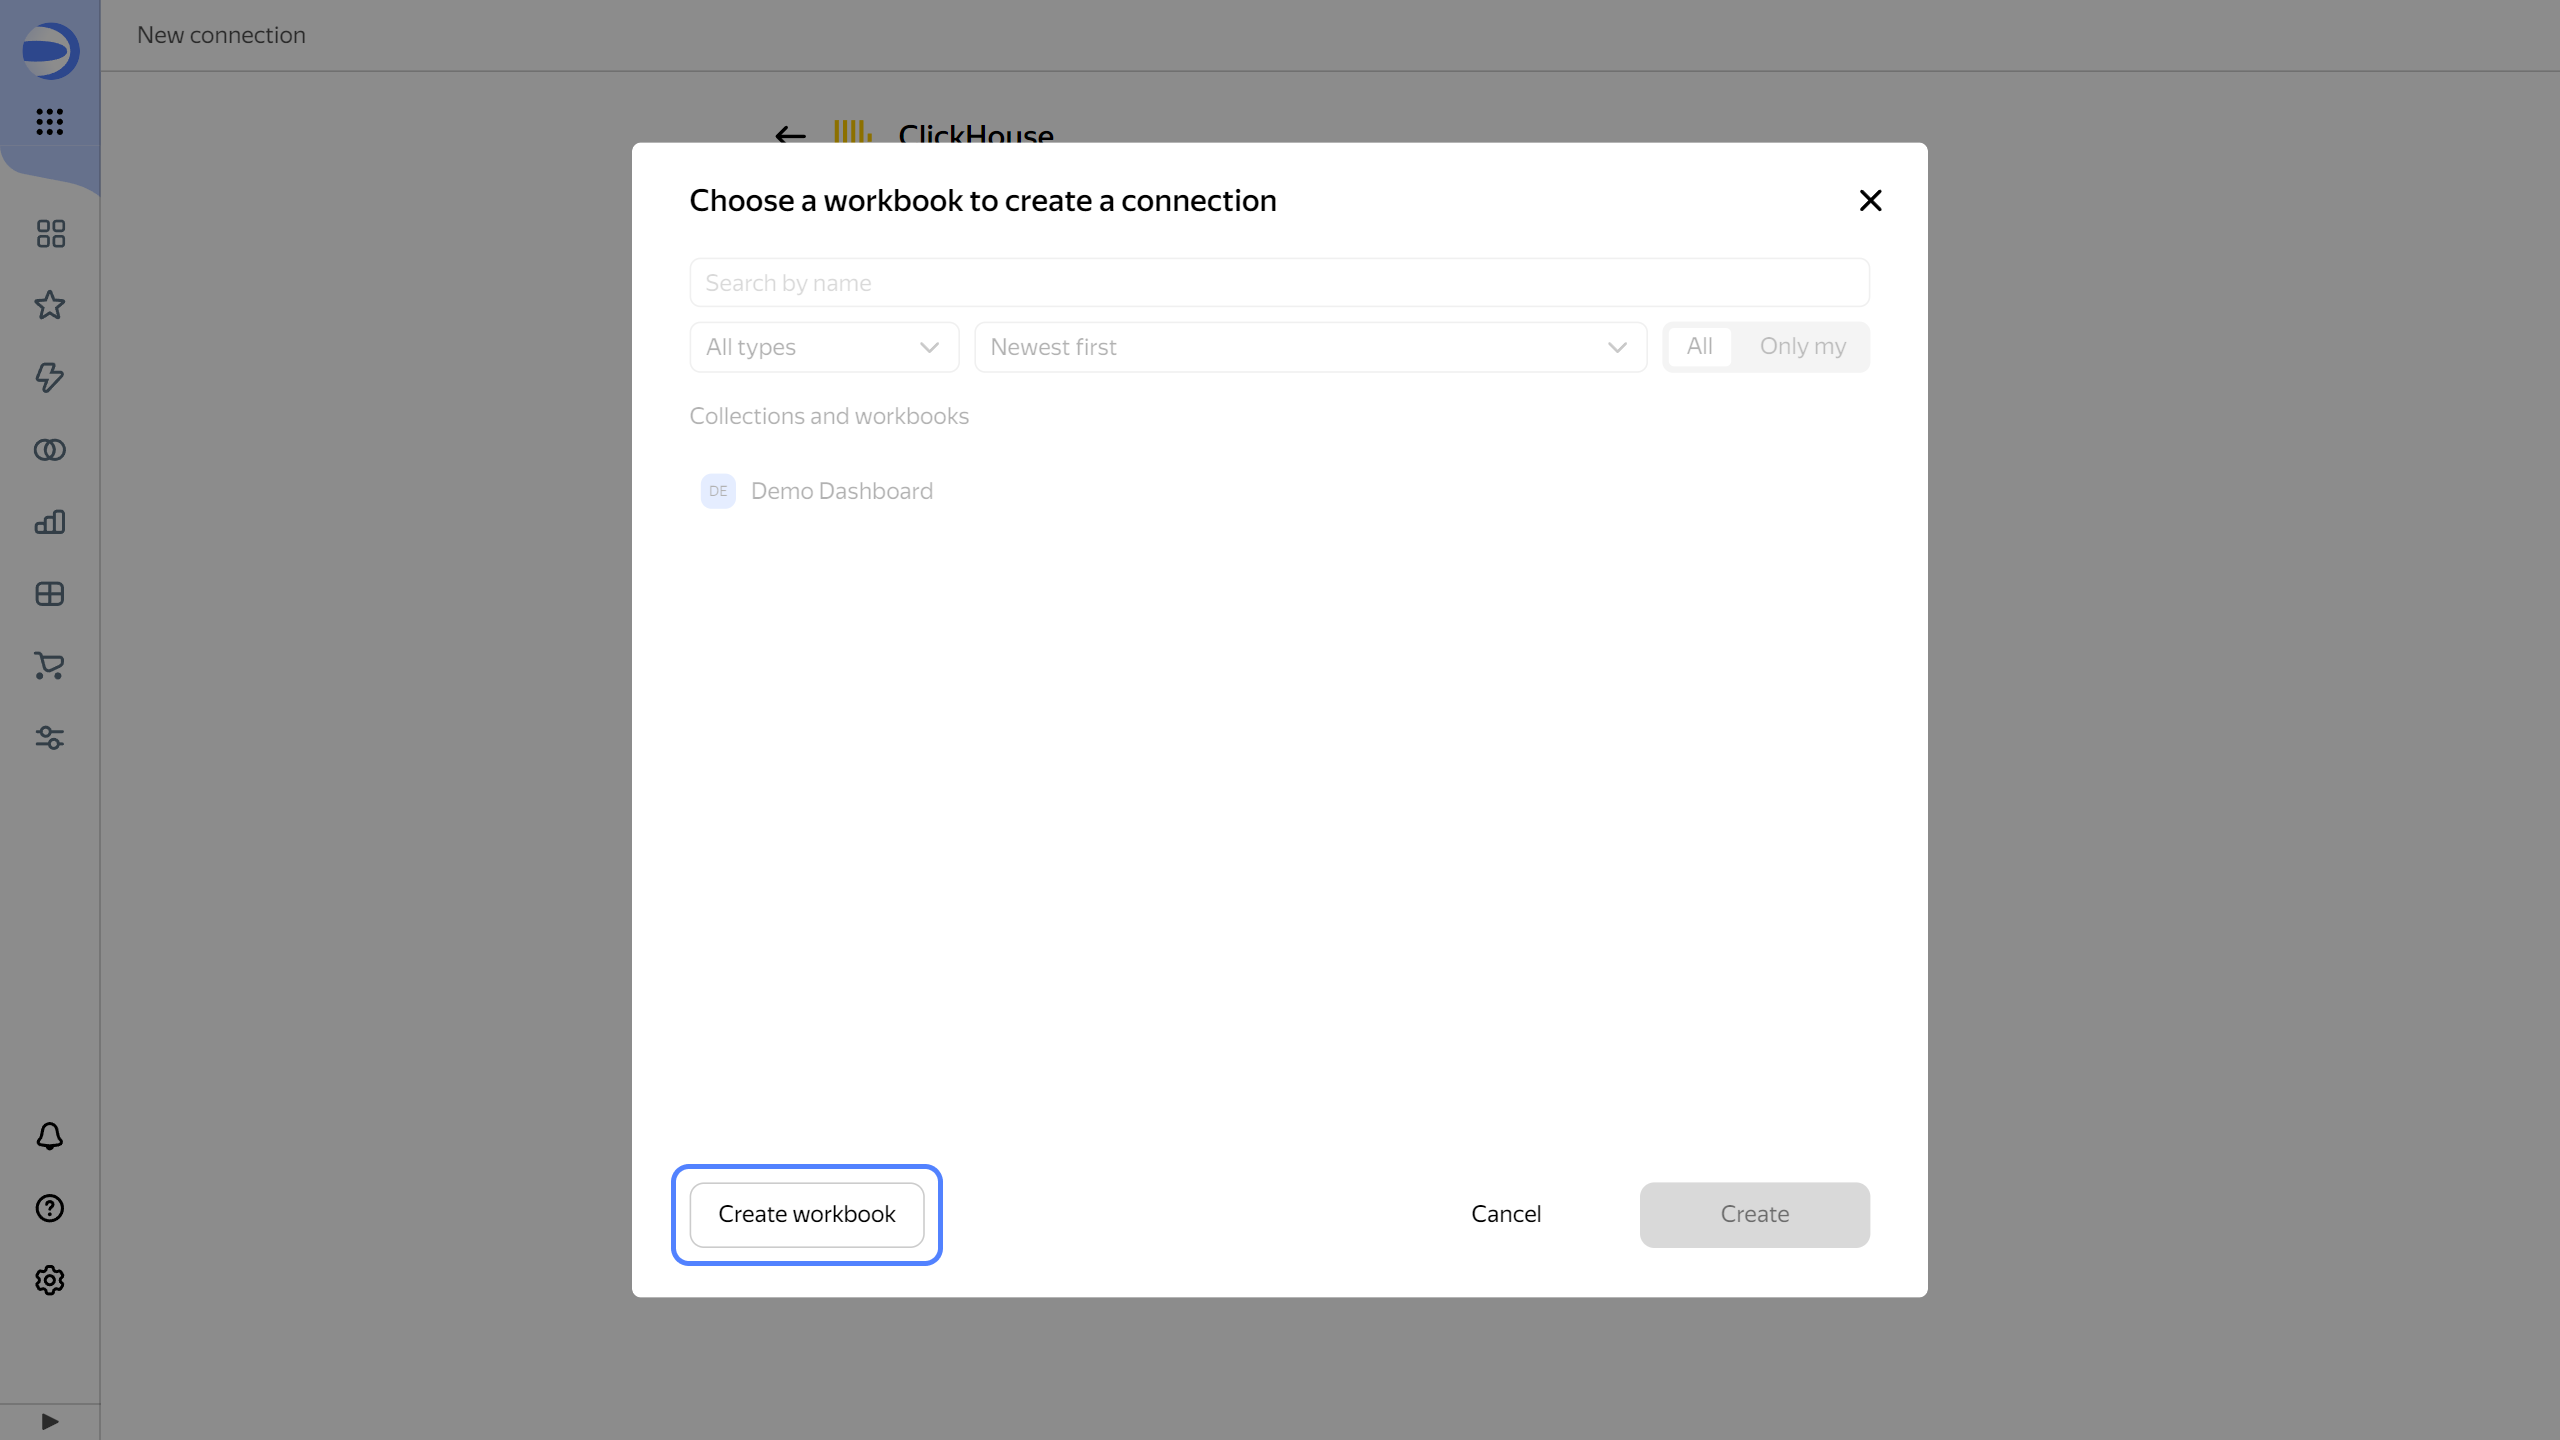 New connection
ClickHouse
Choose a workbook to create a connection
Search by name
All types
Newest first
All
Only my
Collections and workbooks
DE
Demo Dashboard
Create workbook
Cancel
Create